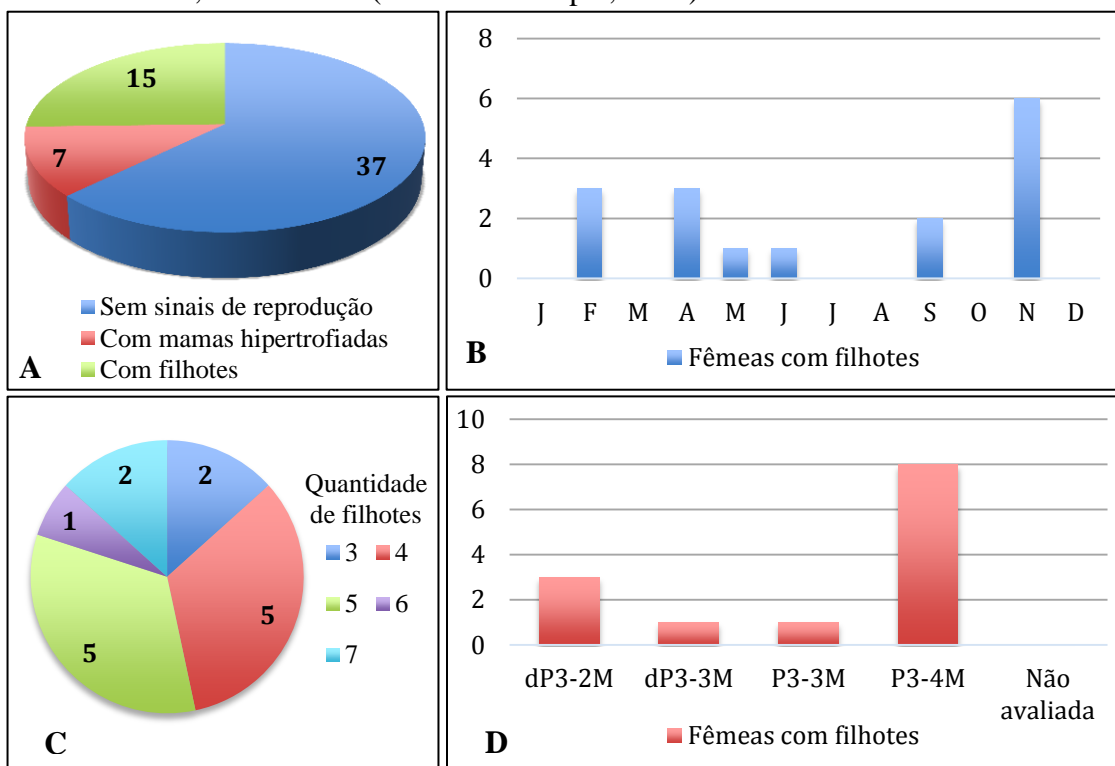 15
7
37
Sem sinais de reprodução
Com mamas hipertrofiadas
Com filhotes
A
8
6
4
2
0
J F M A M J J A S O N D
Fêmeas com filhotes
B
2 2
1
5
5
Quantidade
de filhotes
3 4
5 6
7
C
10
8
6
4
2
0
dP3-2M dP3-3M P3-3M P3-4M Não
avaliada
Fêmeas com filhotes
D